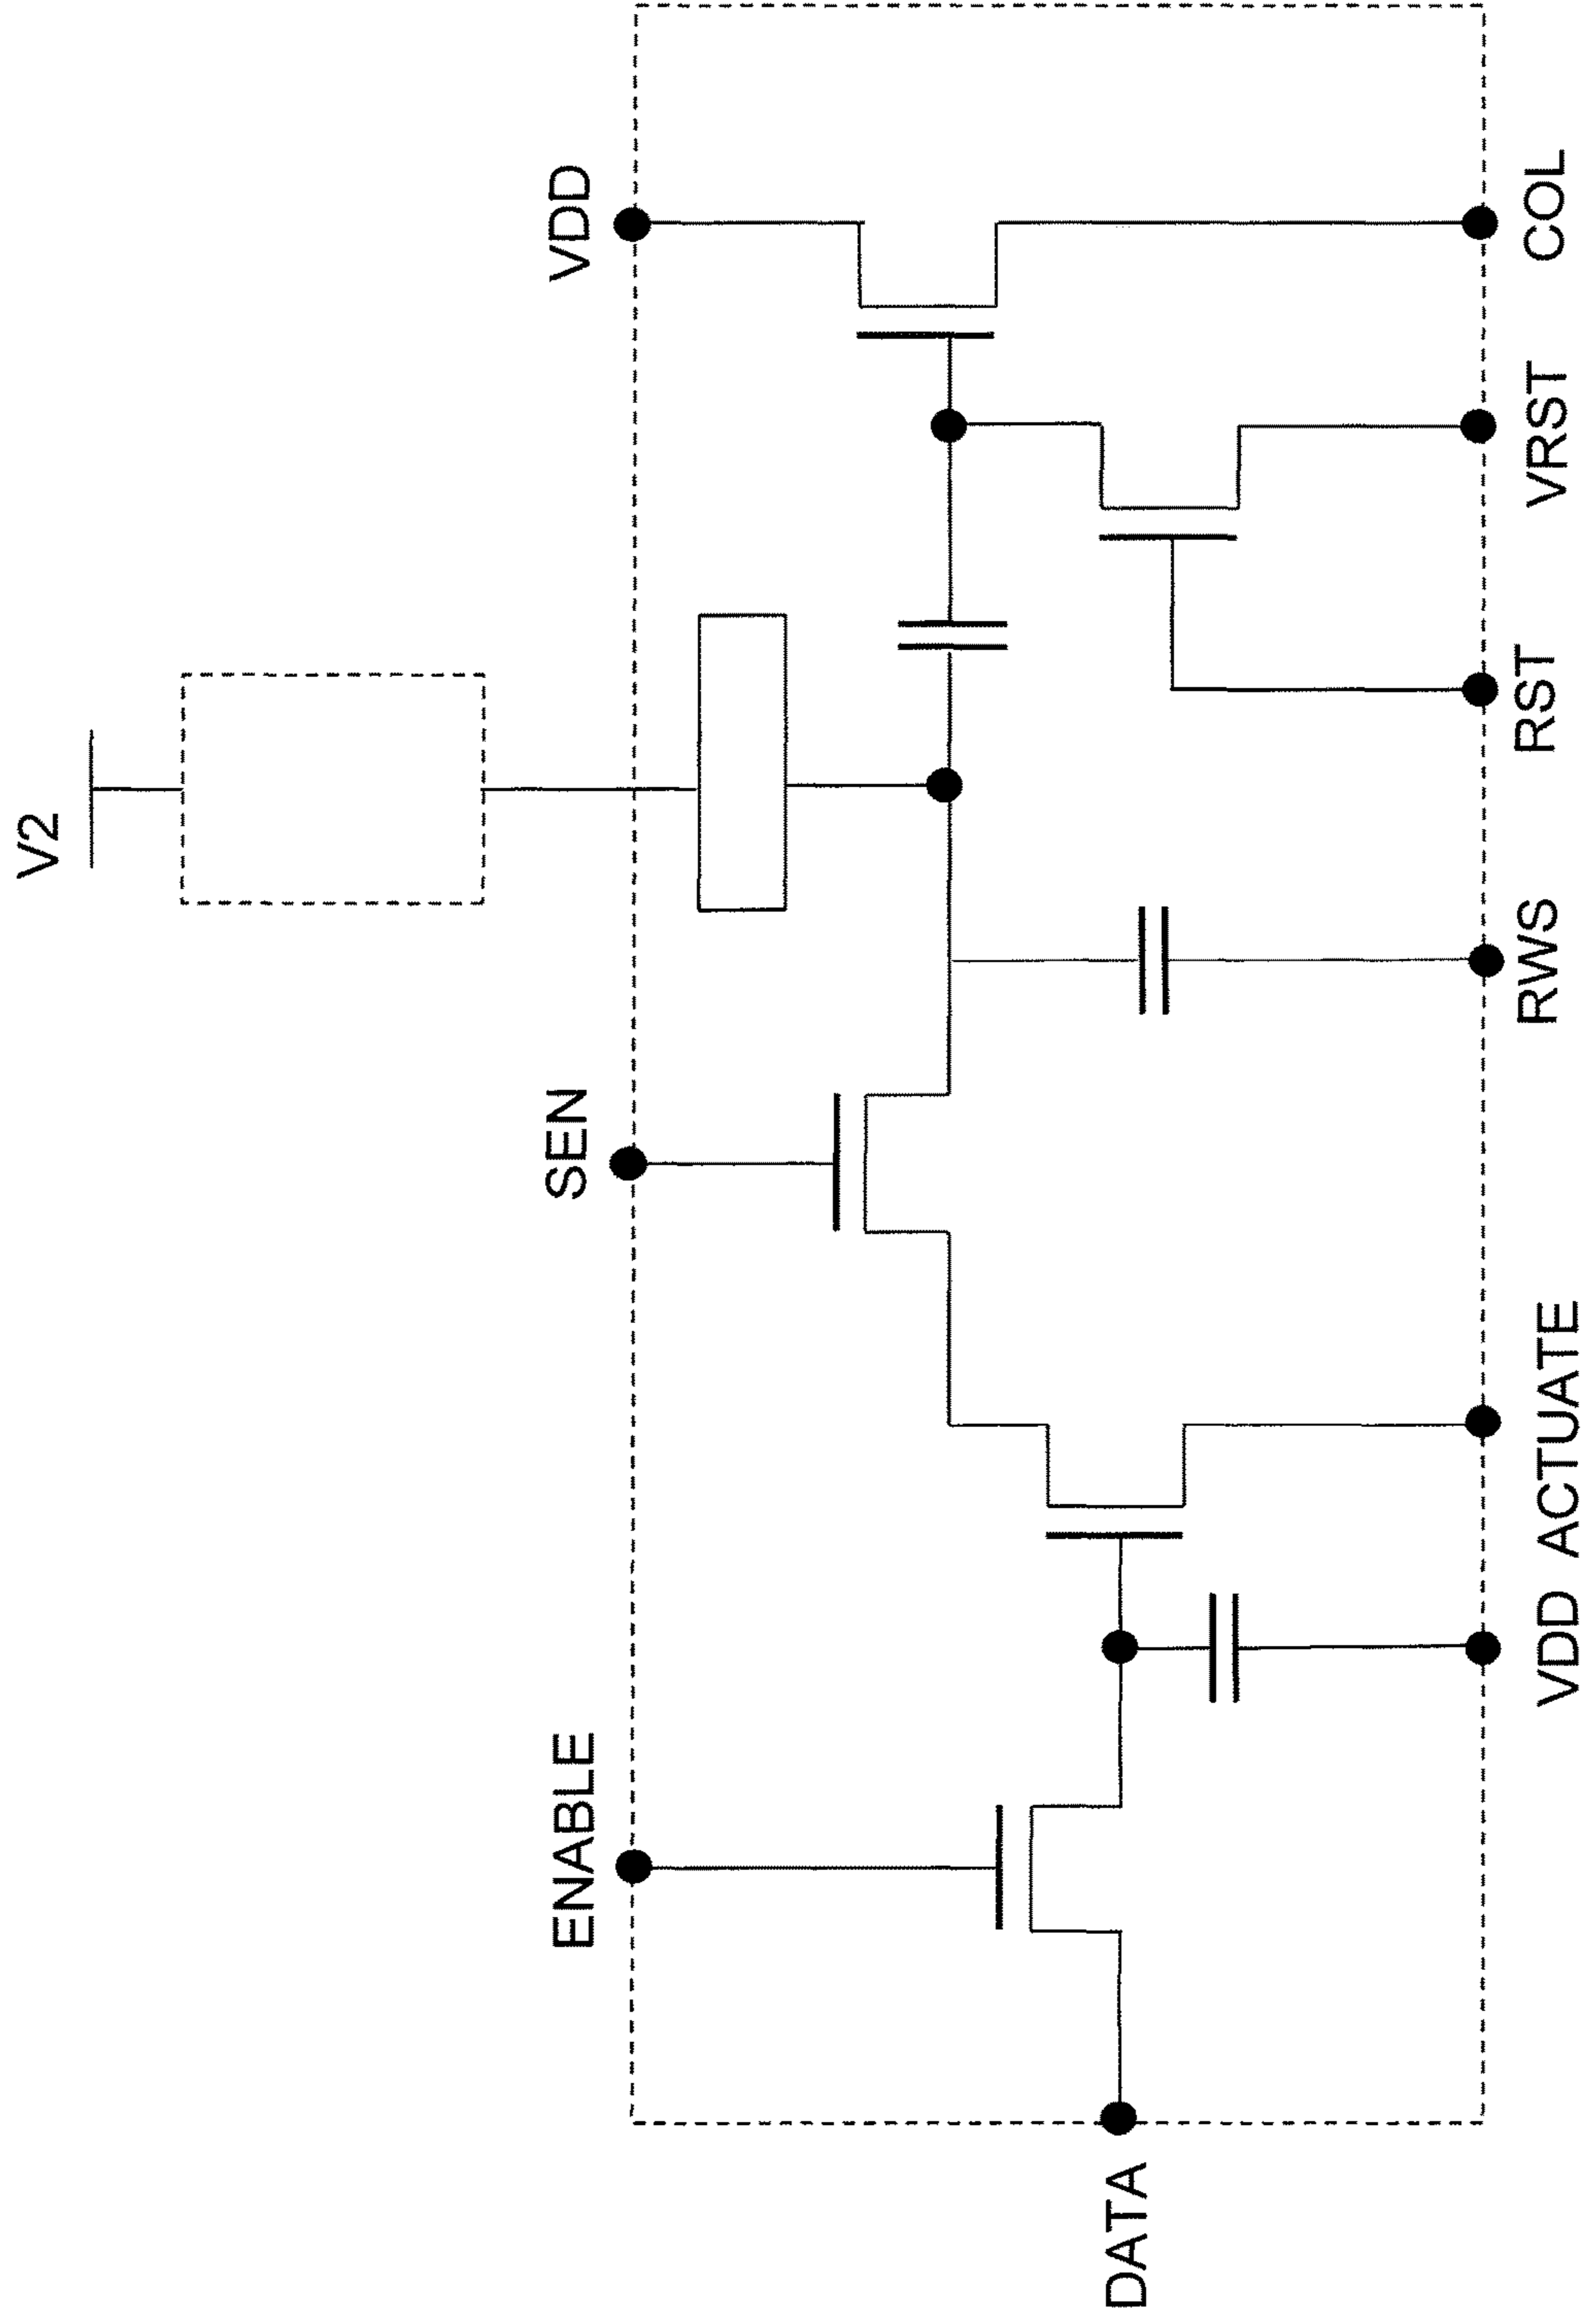 V2
ENABLE
SEN
VDD
DATA
VDD
ACTUATE
RWS
RST
VRST
COL